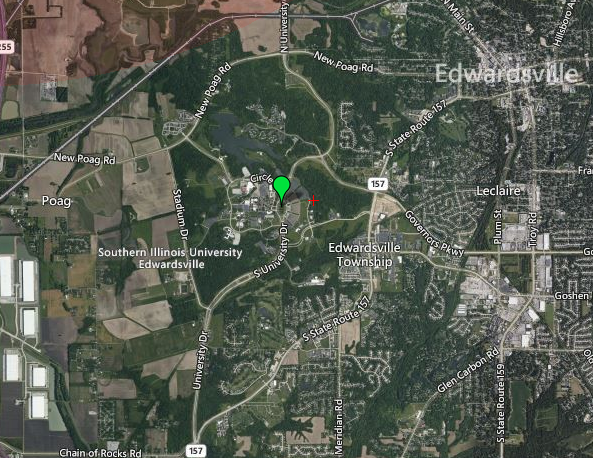 N University
N Main St
Hillsboro Av
255
New Poag Rd
Edwardsville
New Poag Rd
S State Route 157
New Poag Rd
Circle
157
Poag
Stadium Dr
Leclaire
Governors Pkwy
Plum St
Troy Rd
Southern Illinois University
Edwardsville
S University Dr
Edwardsville
Township
Goshen
S State Route 157
University Dr
Meridian Rd
Glen Carbon Rd
S State Route 159
Chain of Rocks Rd
157